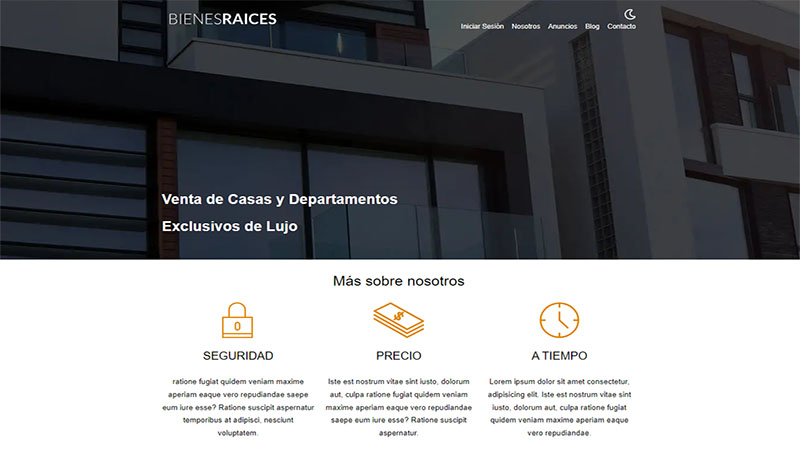 BIENESRAICES
Iniciar Sesión Nosotros Anuncios Blog Contacto
Venta de Casas y Departamentos
Exclusivos de Lujo
Más sobre nosotros
SEGURIDAD
ratione fugiat quidem veniam maxime
aperiam eaque vero repudiandae saepe
eum iure esse? Ratione suscipit aspernatur
temporibus at adipisci, nesciunt
voluptatem.
PRECIO
Iste est nostrum vitae sint iusto, dolorum
aut, culpa ratione fugiat quidem veniam
maxime aperiam eaque vero repudiandae
saepe eum iure esse? Ratione suscipit
aspernatur.
A TIEMPO
Lorem ipsum dolor sit amet consectetur,
adipisicing elit. Iste est nostrum vitae sint
iusto, dolorum aut, culpa ratione fugiat
quidem veniam maxime aperiam eaque
vero repudiandae.